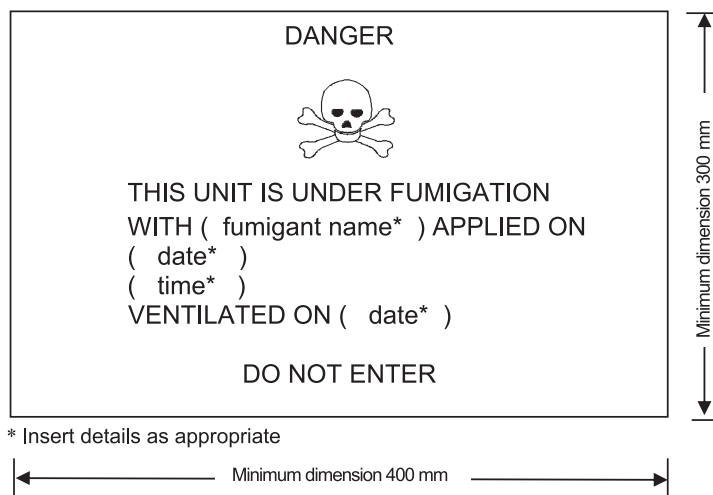 DANGER
THIS UNIT IS UNDER FUMIGATION
WITH ( fumigant name* ) APPLIED ON
( date* )
( time* )
VENTILATED ON ( date* )
DO NOT ENTER
Minimum dimension 300 mm
* Insert details as appropriate
Minimum dimension 400 mm